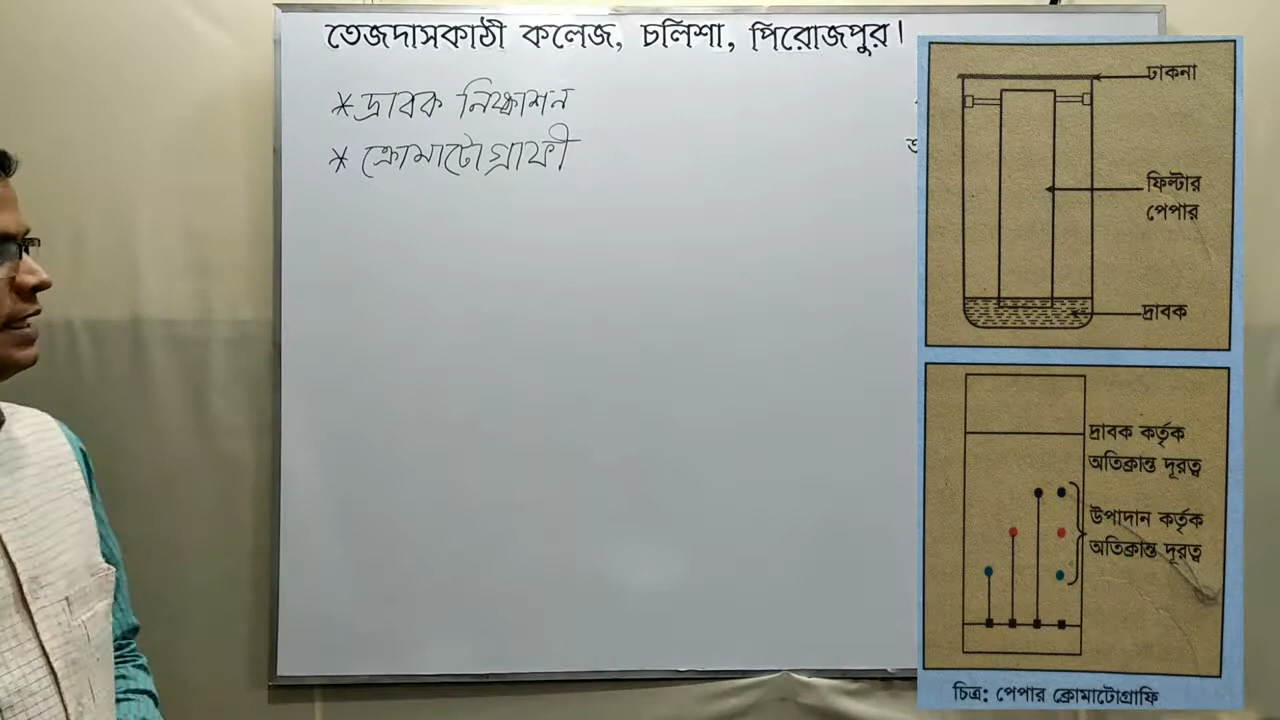 তেজদাসকাঠী কলেজ, চলিশা, পিরোজপুর।
* দ্রাবক নিষ্কাশন
* ক্রোমাটোগ্রাফী
ঢাকনা
ফিল্টার
পেপার
দ্রাবক
দ্রাবক কর্তৃক
অতিক্রান্ত দূরত্ব
উপাদান কর্তৃক
অতিক্রান্ত দূরত্ব
চিত্র: পেপার ক্রোমাটোগ্রাফি